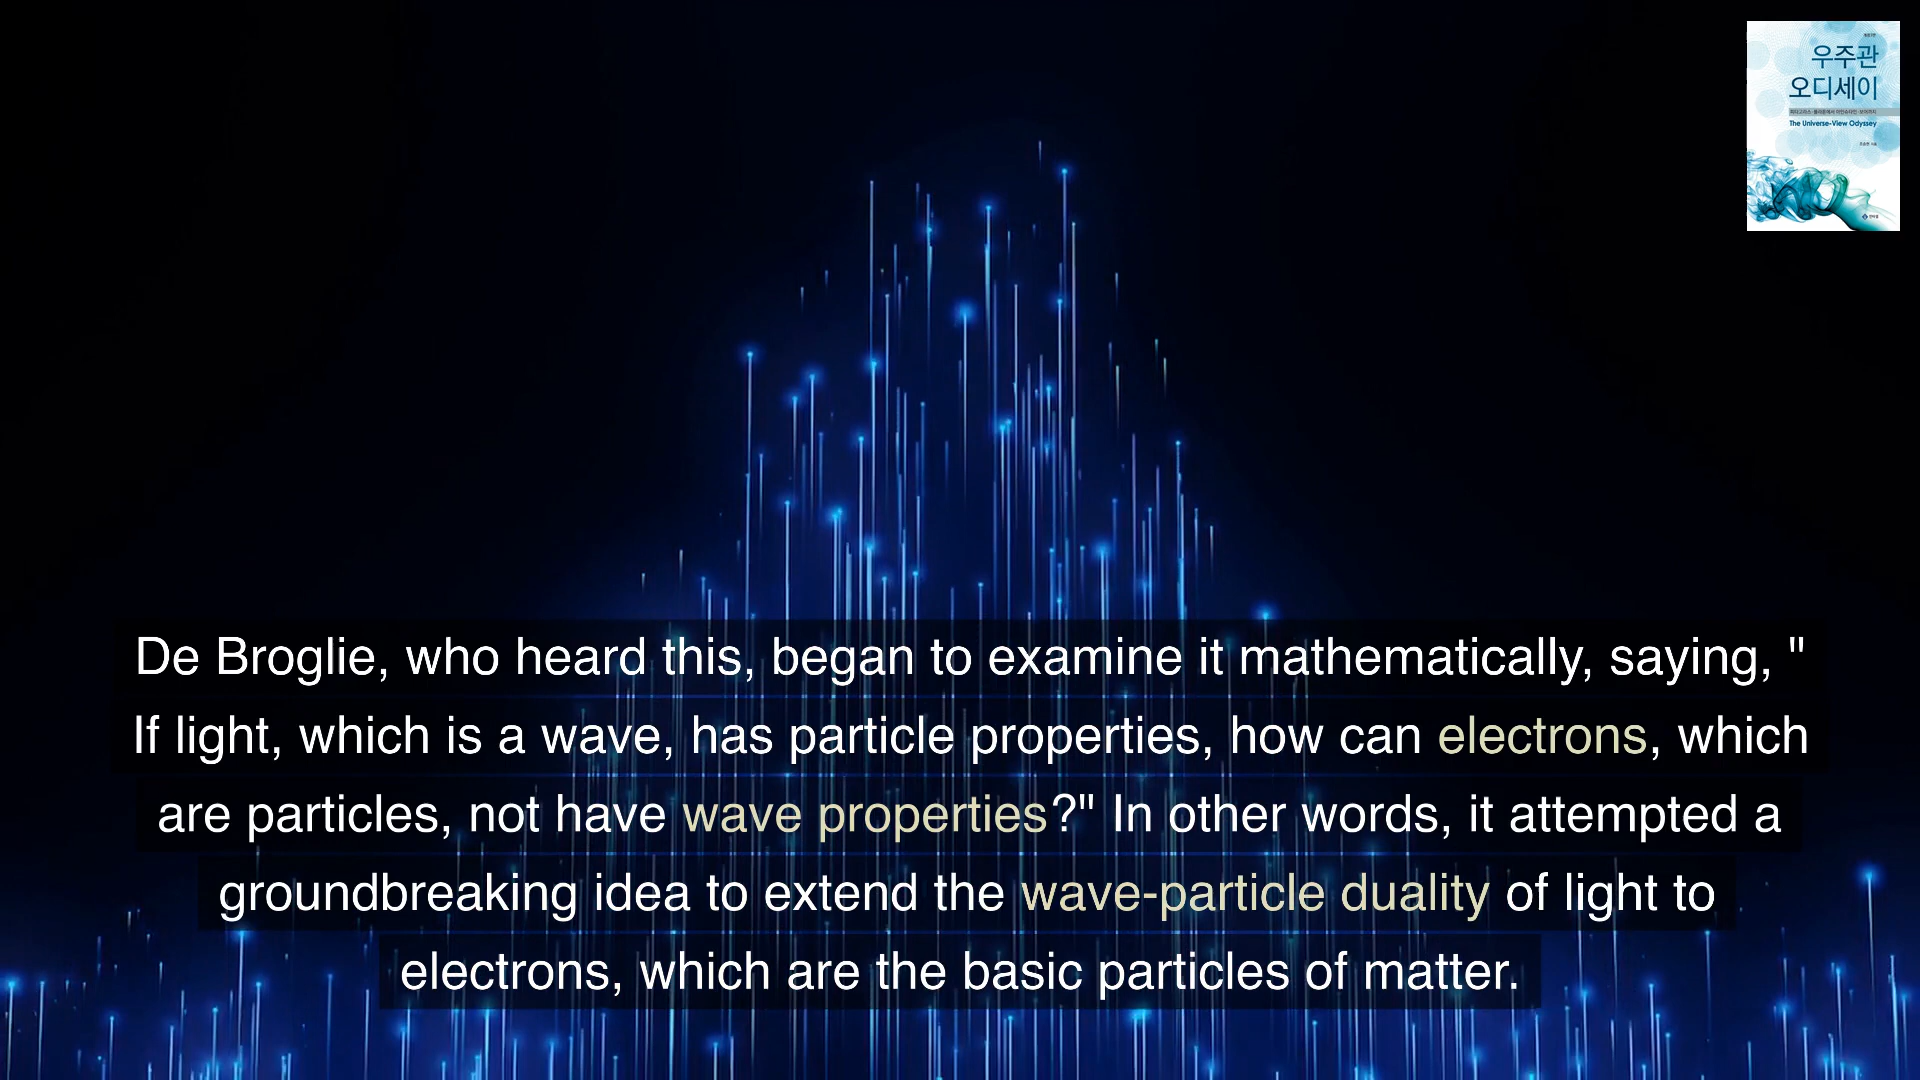 우주관
오디세이
The Universe-View Odyssey
De Broglie, who heard this, began to examine it mathematically, saying, "
If light, which is a wave, has particle properties, how can electrons, which
are particles, not have wave properties?" In other words, it attempted a
groundbreaking idea to extend the wave-particle duality of light to
electrons, which are the basic particles of matter.